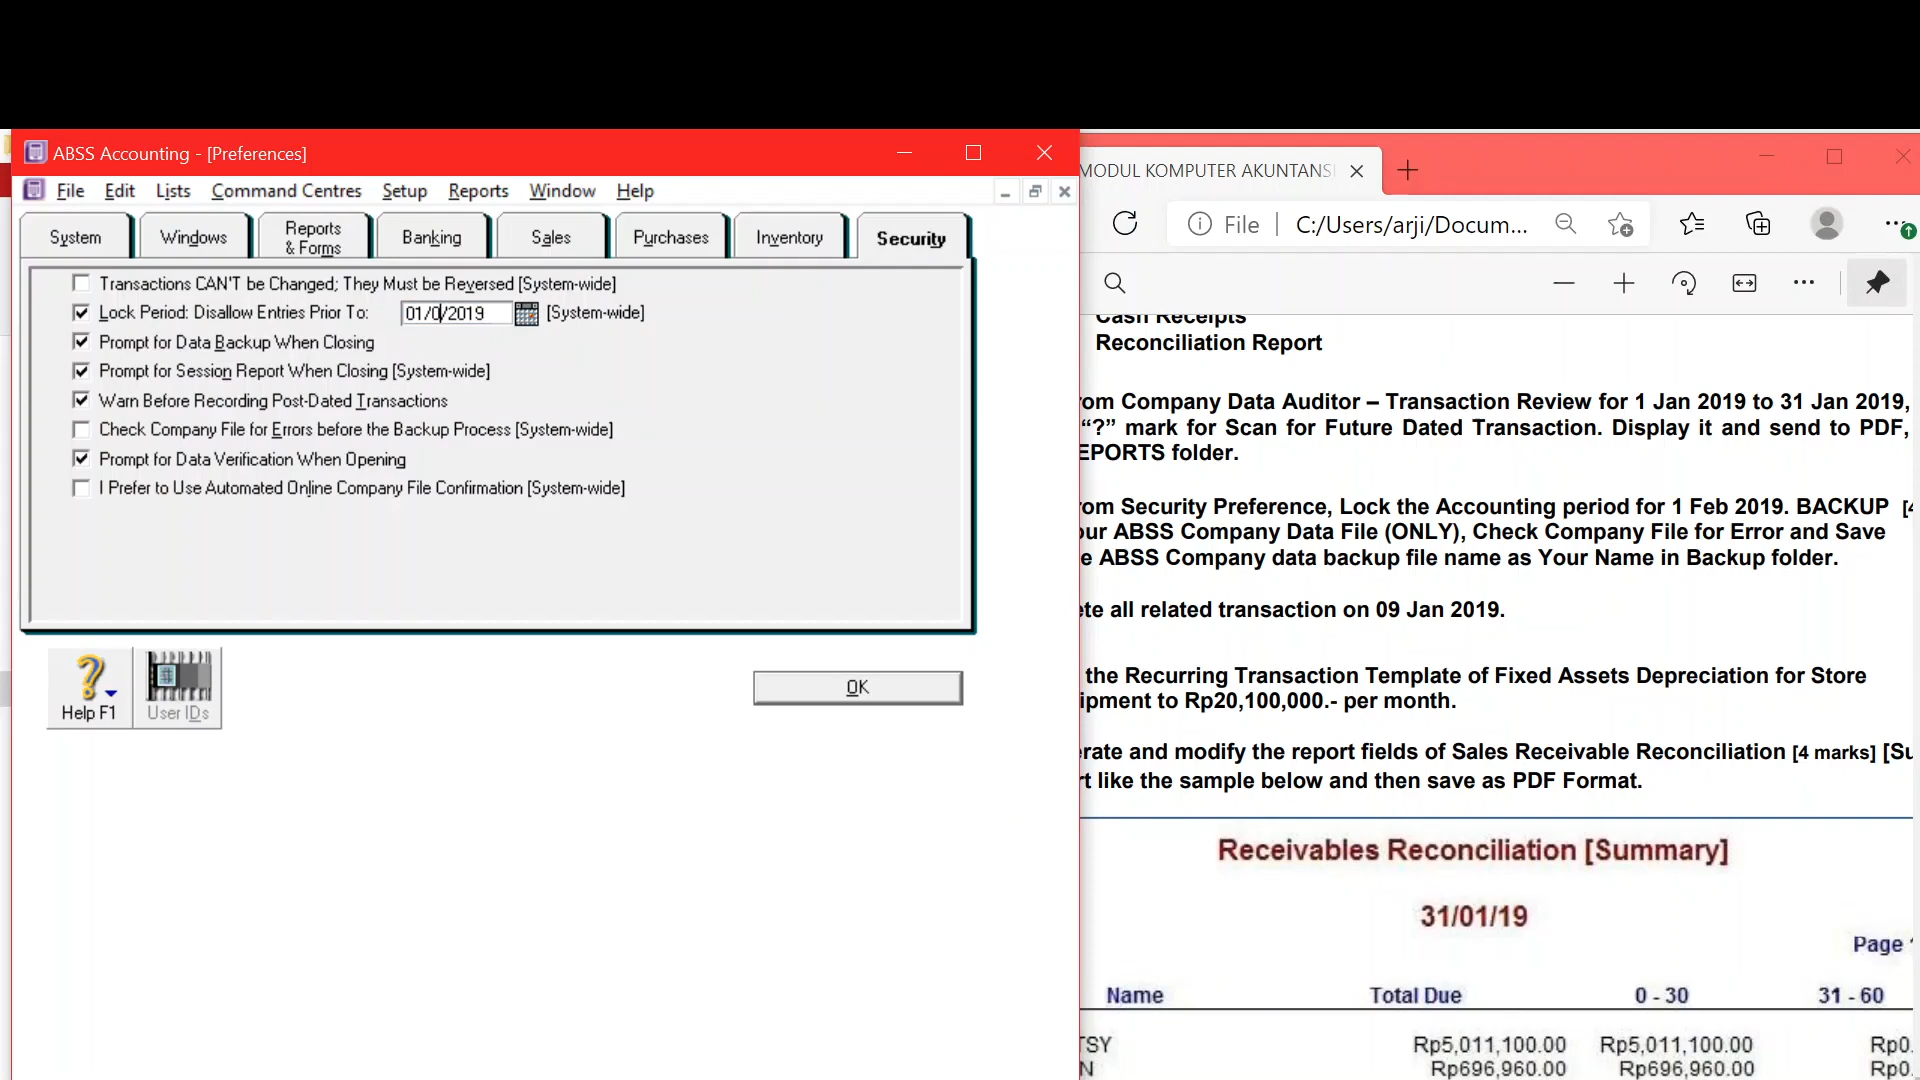 ABSS Accounting - [Preferences]
File Edit Lists Command Centres Setup Reports Window Help
System Windows Reports & Forms Banking Sales Purchases Inventory Security
Transactions CAN'T be Changed; They Must be Reversed [System-wide]
Lock Period: Disallow Entries Prior To: 01/0/2019 [System-wide]
Prompt for Data Backup When Closing
Prompt for Session Report When Closing [System-wide]
Warn Before Recording Post-Dated Transactions
Check Company File for Errors before the Backup Process [System-wide]
Prompt for Data Verification When Opening
I Prefer to Use Automated Online Company File Confirmation [System-wide]
Help F1 User IDs OK
MODUL KOMPUTER AKUNTANS
File C:/Users/arji/Docum...
Cash Receipts
Reconciliation Report
om Company Data Auditor – Transaction Review for 1 Jan 2019 to 31 Jan 2019,
“?” mark for Scan for Future Dated Transaction. Display it and send to PDF,
EPORTS folder.
om Security Preference, Lock the Accounting period for 1 Feb 2019. BACKUP [4
ur ABSS Company Data File (ONLY), Check Company File for Error and Save
e ABSS Company data backup file name as Your Name in Backup folder.
te all related transaction on 09 Jan 2019.
the Recurring Transaction Template of Fixed Assets Depreciation for Store
ipment to Rp20,100,000.- per month.
rate and modify the report fields of Sales Receivable Reconciliation [4 marks] [Su
t like the sample below and then save as PDF Format.
Receivables Reconciliation [Summary]
31/01/19
Page
Name Total Due 0 - 30 31 - 60
TSY Rp5,011,100.00 Rp5,011,100.00 Rp0.
N Rp696,960.00 Rp696,960.00 Rp0.